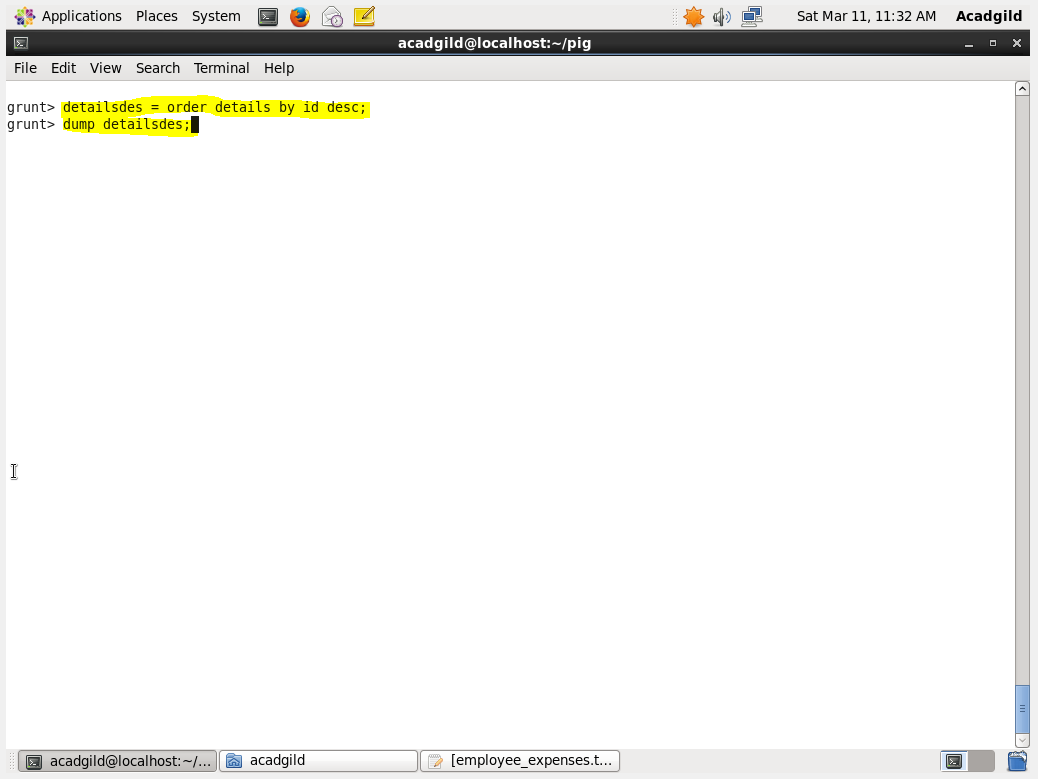 Applications Places System Sat Mar 11, 11:32 AM Acadgild
acadgild@localhost:~/pig
File Edit View Search Terminal Help
grunt> detailsdes = order details by id desc;
grunt> dump detailsdes;
acadgild@localhost:~/... acadgild [employee_expenses.t...